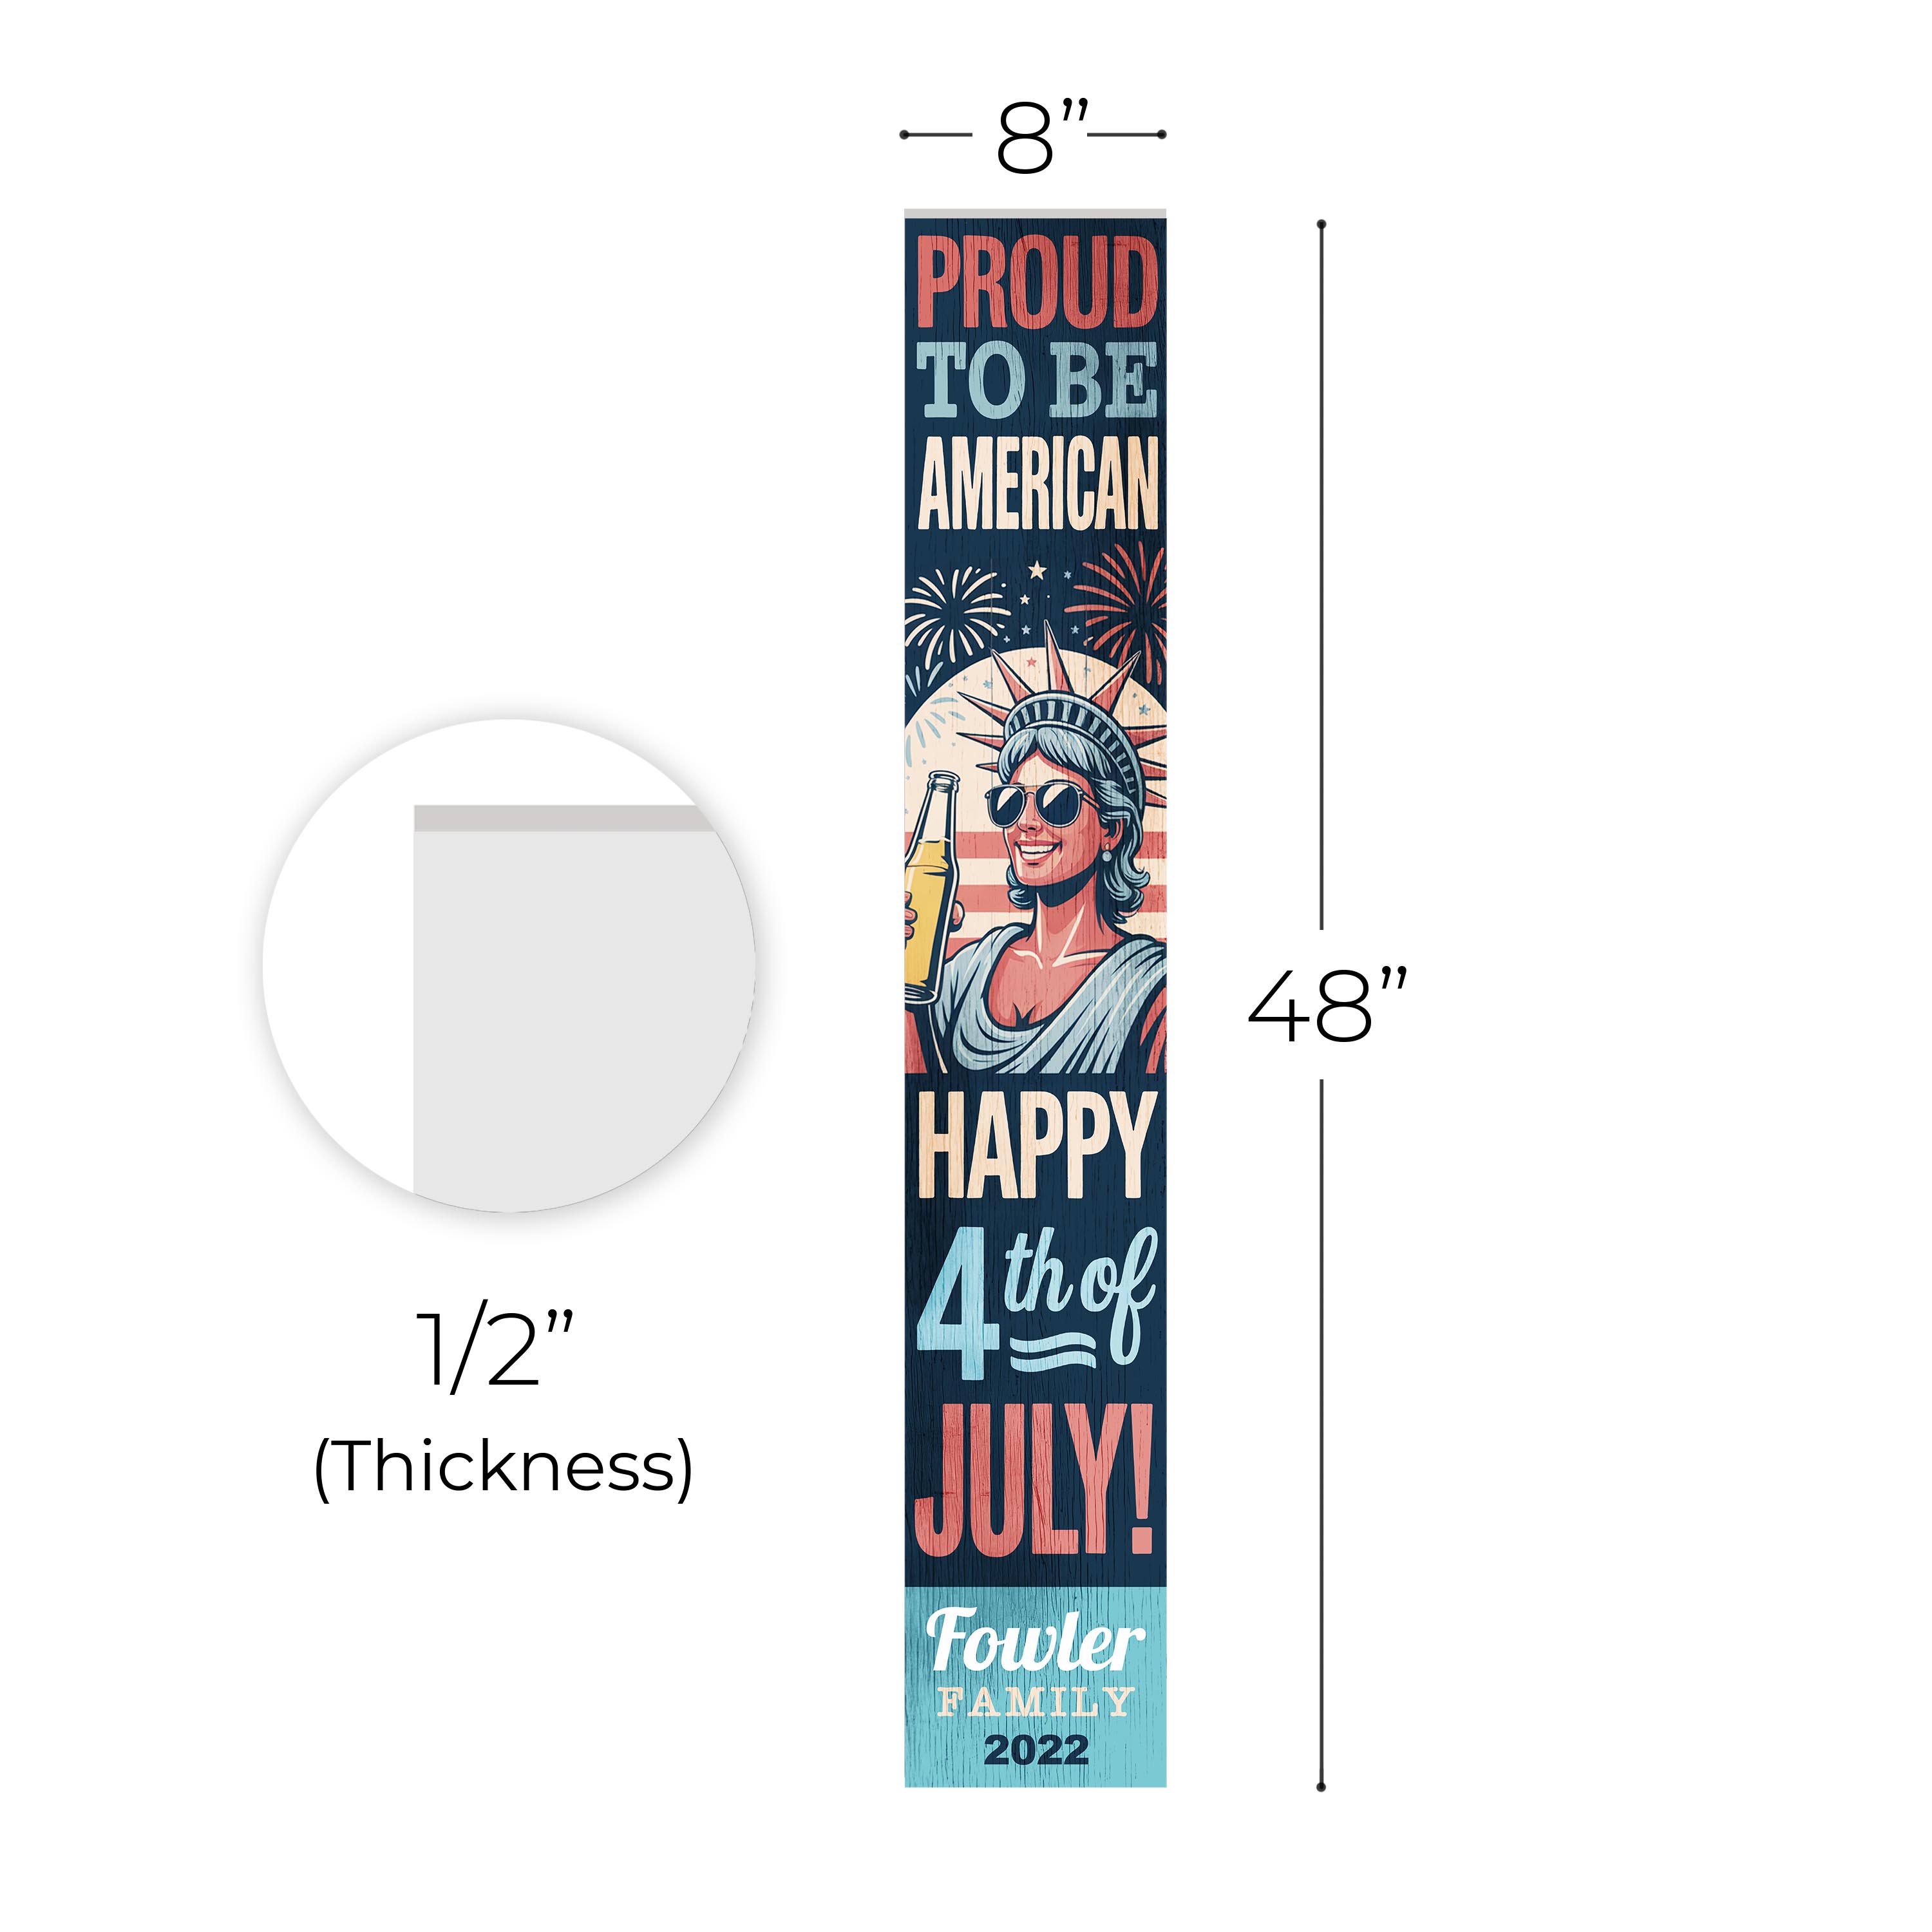 8”
PROUD
TO BE
AMERICAN
48”
HAPPY
4th of
JULY!
1/2”
(Thickness)
Fowler
FAMILY
2022